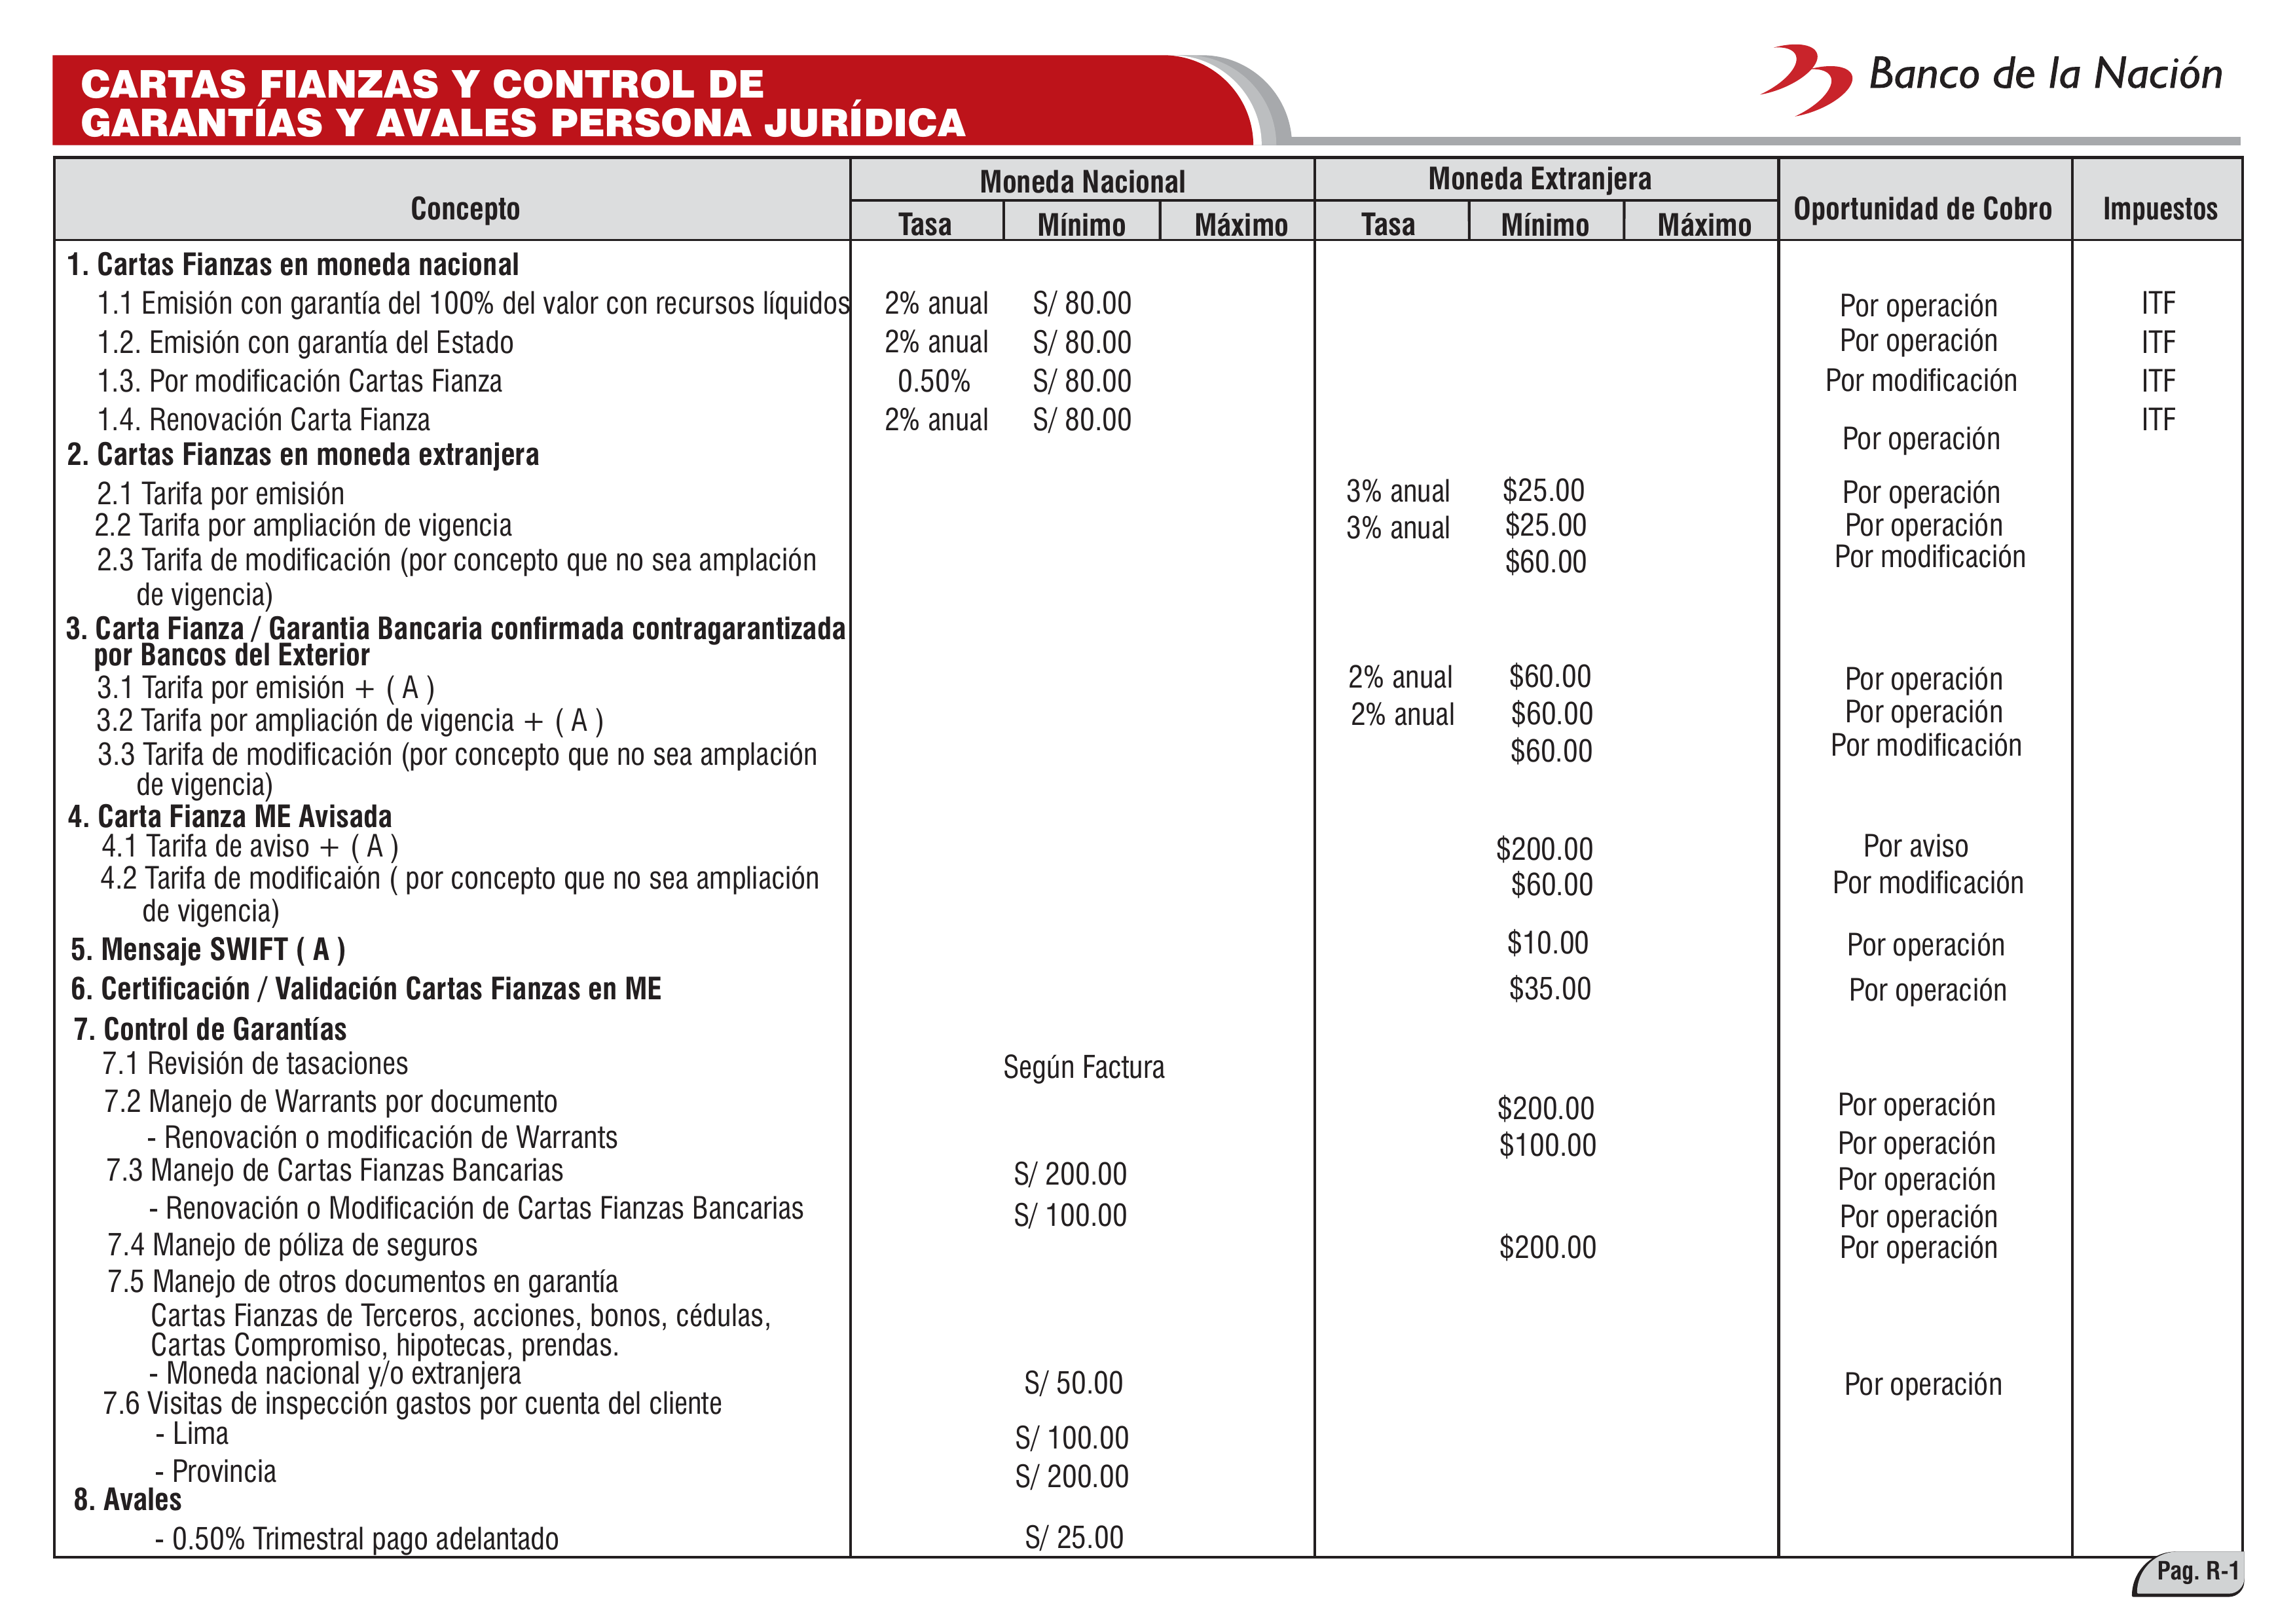 CARTAS FIANZAS Y CONTROL DE
GARANTÍAS Y AVALES PERSONA JURÍDICA
Banco de la Nación
Concepto
Moneda Nacional
Moneda Extranjera
Oportunidad de Cobro
Impuestos
Tasa Mínimo Máximo Tasa Mínimo Máximo
1. Cartas Fianzas en moneda nacional
1.1 Emisión con garantía del 100% del valor con recursos líquidos 2% anual S/ 80.00 Por operación ITF
1.2. Emisión con garantía del Estado 2% anual S/ 80.00 Por operación ITF
1.3. Por modificación Cartas Fianza 0.50% S/ 80.00 Por modificación ITF
1.4. Renovación Carta Fianza 2% anual S/ 80.00 Por operación ITF
2. Cartas Fianzas en moneda extranjera
2.1 Tarifa por emisión 3% anual $25.00 Por operación
2.2 Tarifa por ampliación de vigencia 3% anual $25.00 Por operación
2.3 Tarifa de modificación (por concepto que no sea amplación $60.00 Por modificación
de vigencia)
3. Carta Fianza / Garantia Bancaria confirmada contragarantizada
por Bancos del Exterior
3.1 Tarifa por emisión + ( A ) 2% anual $60.00 Por operación
3.2 Tarifa por ampliación de vigencia + ( A ) 2% anual $60.00 Por operación
3.3 Tarifa de modificación (por concepto que no sea amplación $60.00 Por modificación
de vigencia)
4. Carta Fianza ME Avisada
4.1 Tarifa de aviso + ( A ) $200.00 Por aviso
4.2 Tarifa de modificaión ( por concepto que no sea ampliación $60.00 Por modificación
de vigencia)
5. Mensaje SWIFT ( A ) $10.00 Por operación
6. Certificación / Validación Cartas Fianzas en ME $35.00 Por operación
7. Control de Garantías
7.1 Revisión de tasaciones Según Factura
7.2 Manejo de Warrants por documento $200.00 Por operación
- Renovación o modificación de Warrants $100.00 Por operación
7.3 Manejo de Cartas Fianzas Bancarias S/ 200.00 Por operación
- Renovación o Modificación de Cartas Fianzas Bancarias S/ 100.00 Por operación
7.4 Manejo de póliza de seguros $200.00 Por operación
7.5 Manejo de otros documentos en garantía
Cartas Fianzas de Terceros, acciones, bonos, cédulas,
Cartas Compromiso, hipotecas, prendas.
- Moneda nacional y/o extranjera S/ 50.00 Por operación
7.6 Visitas de inspección gastos por cuenta del cliente
- Lima S/ 100.00
- Provincia S/ 200.00
8. Avales
- 0.50% Trimestral pago adelantado S/ 25.00
Pag. R-1